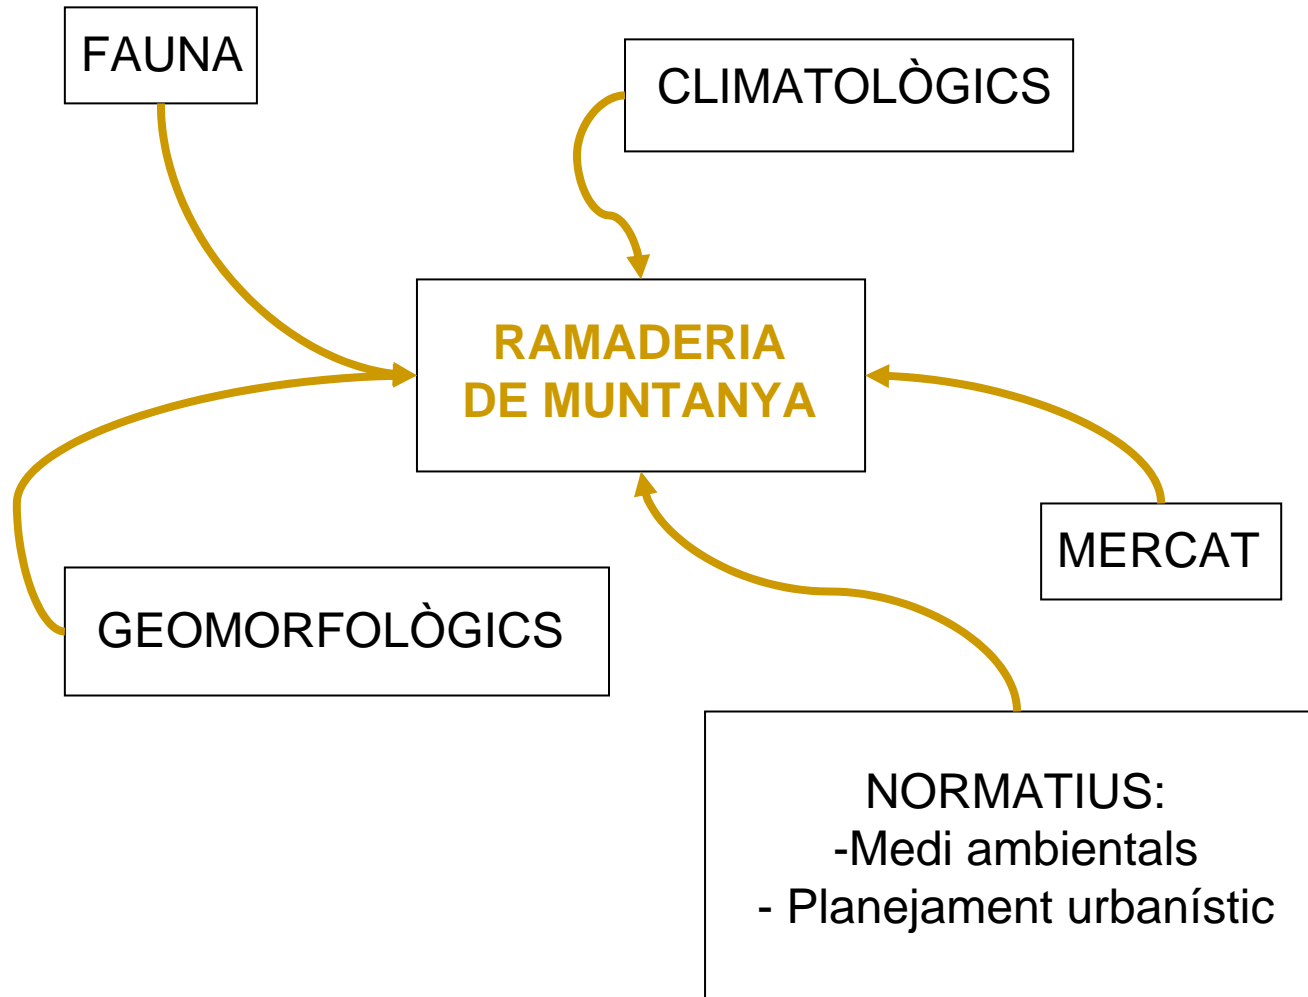 FAUNA
CLIMATOLÒGICS
RAMADERIA
DE MUNTANYA
MERCAT
GEOMORFOLÒGICS
NORMATIUS:
-Medi ambientals
- Planejament urbanístic